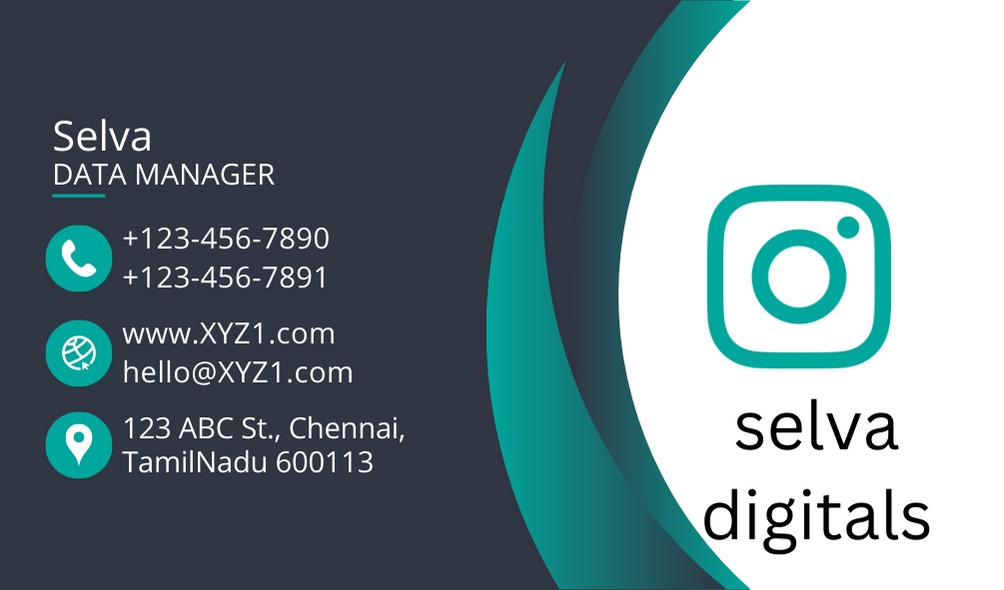 Selva
DATA MANAGER
+123-456-7890
+123-456-7891
www.XYZ1.com
hello@XYZ1.com
123 ABC St., Chennai,
TamilNadu 600113
selva
digitals